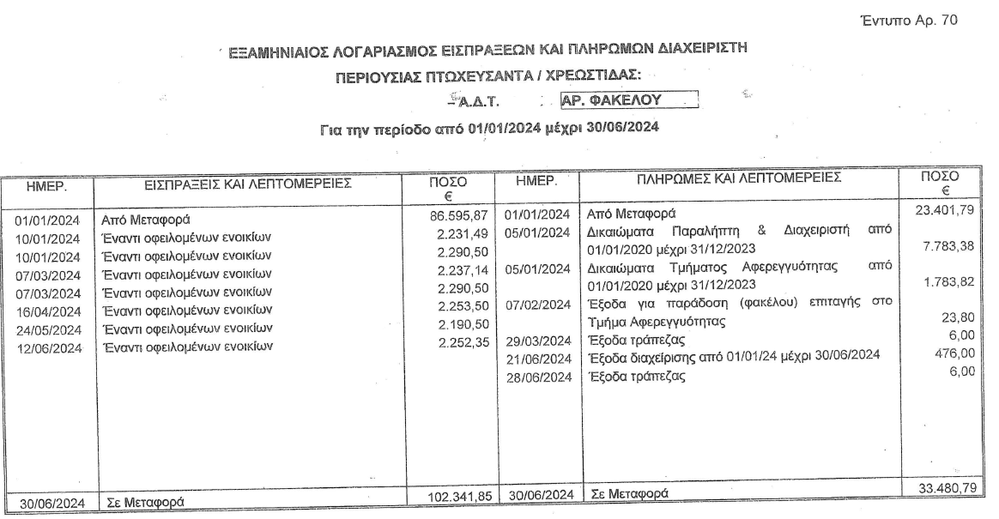 Έντυπο Αρ. 70
ΕΞΑΜΗΝΙΑΙΟΣ ΛΟΓΑΡΙΑΣΜΟΣ ΕΙΣΠΡΑΞΕΩΝ ΚΑΙ ΠΛΗΡΩΜΩΝ ΔΙΑΧΕΙΡΙΣΤΗ
ΠΕΡΙΟΥΣΙΑΣ ΠΤΩΧΕΥΣΑΝΤΑ / ΧΡΕΩΣΤΙΔΑΣ:
– Α.Δ.Τ. : ΑΡ. ΦΑΚΕΛΟΥ
Για την περίοδο από 01/01/2024 μέχρι 30/06/2024
ΗΜΕΡ. ΕΙΣΠΡΑΞΕΙΣ ΚΑΙ ΛΕΠΤΟΜΕΡΕΙΕΣ ΠΟΣΟ € ΗΜΕΡ. ΠΛΗΡΩΜΕΣ ΚΑΙ ΛΕΠΤΟΜΕΡΕΙΕΣ ΠΟΣΟ €
01/01/2024 Από Μεταφορά 86.595,87 01/01/2024 Από Μεταφορά 23.401,79
10/01/2024 Έναντι οφειλομένων ενοικίων 2.231,49 05/01/2024 Δικαιώματα Παραλήπτη & Διαχειριστή από
10/01/2024 Έναντι οφειλομένων ενοικίων 2.290,50 01/01/2020 μέχρι 31/12/2023 7.783,38
07/03/2024 Έναντι οφειλομένων ενοικίων 2.237,14 05/01/2024 Δικαιώματα Τμήματος Αφερεγγυότητας από
07/03/2024 Έναντι οφειλομένων ενοικίων 2.290,50 01/01/2020 μέχρι 31/12/2023 1.783,82
16/04/2024 Έναντι οφειλομένων ενοικίων 2.253,50 07/02/2024 Έξοδα για παράδοση (φακέλου) επιταγής στο
24/05/2024 Έναντι οφειλομένων ενοικίων 2.190,50 Τμήμα Αφερεγγυότητας 23,80
12/06/2024 Έναντι οφειλομένων ενοικίων 2.252,35 29/03/2024 Έξοδα τράπεζας 6,00
21/06/2024 Έξοδα διαχείρισης από 01/01/24 μέχρι 30/06/2024 476,00
28/06/2024 Έξοδα τράπεζας 6,00
30/06/2024 Σε Μεταφορά 102.341,85 30/06/2024 Σε Μεταφορά 33.480,79